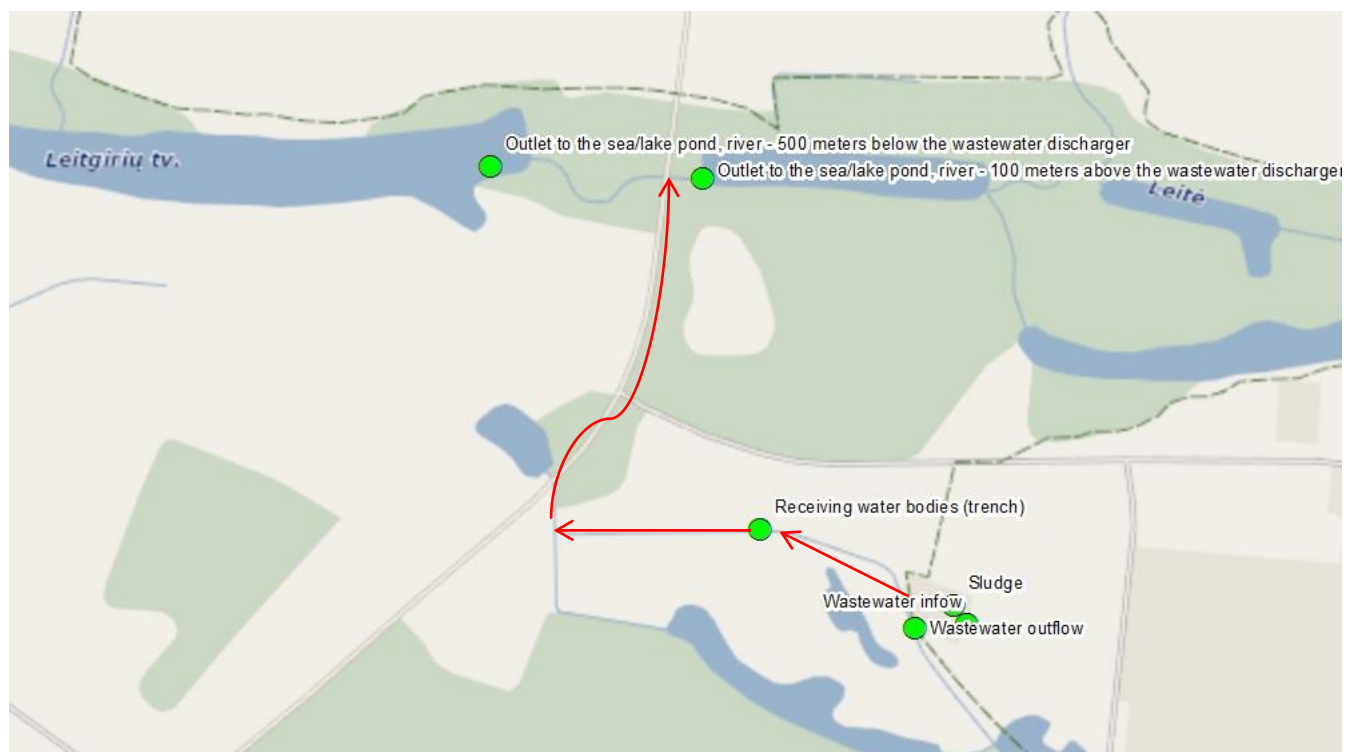 Outlet to the sea/lake pond, river - 500 meters below the wastewater discharger
Leitgirių tv.
Outlet to the sea/lake pond, river - 100 meters above the wastewater discharger
Leitė
Receiving water bodies (trench)
Sludge
Wastewater infow
Wastewater outflow